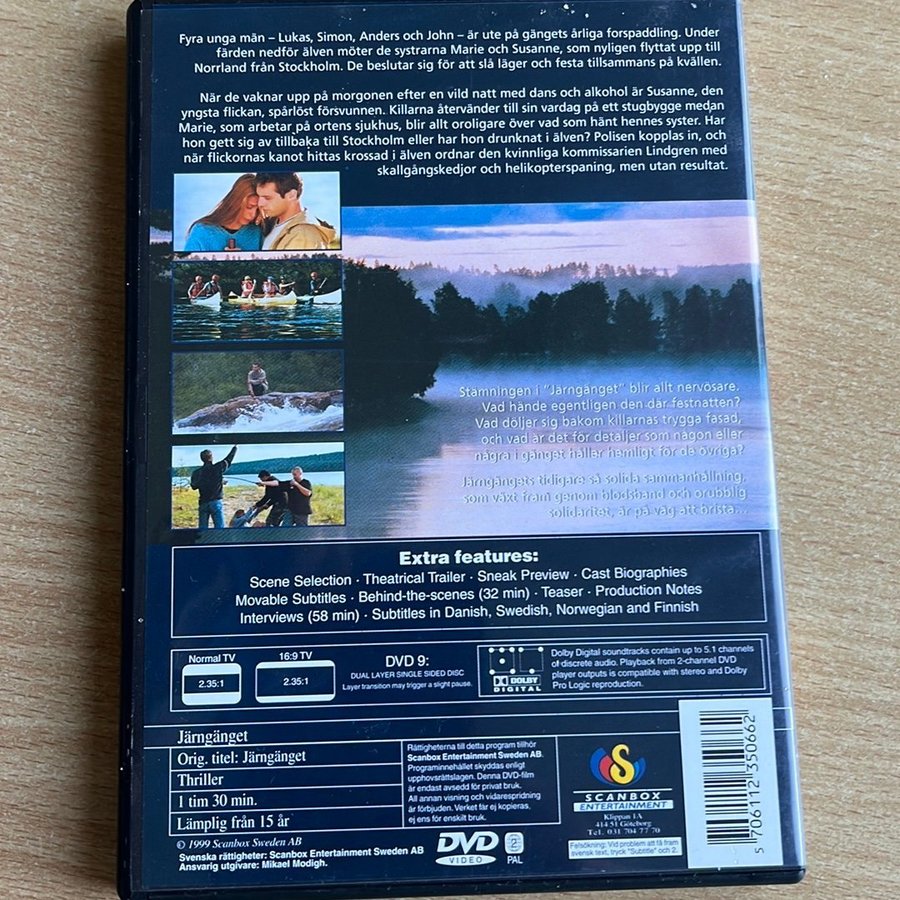 Fyra unga män – Lukas, Simon, Anders och John – är ute på gängets årliga forspaddling. Under
färden nedför älven möter de systrarna Marie och Susanne, som nyligen flyttat upp till
Norrland från Stockholm. De beslutar sig för att slå läger och festa tillsammans på kvällen.
När de vaknar upp på morgonen efter en vild natt med dans och alkohol är Susanne, den
yngsta flickan, spårlöst försvunnen. Killarna återvänder till sin vardag på ett stugbygge medan
Marie, som arbetar på ortens sjukhus, blir allt oroligare över vad som hänt hennes syster. Har
hon gett sig av tillbaka till Stockholm eller har hon drunknat i älven? Polisen kopplas in, och
när flickornas kanot hittas krossad i älven ordnar den kvinnliga kommissarien Lindgren med
skallgångskedjor och helikopterspaning, men utan resultat.
Stämningen i "Järngänget" blir allt nervösare.
Vad hände egentligen den där festnatten?
Vad döljer sig bakom killarnas trygga fasad,
och vad är det för detaljer som någon eller
några i gänget håller hemligt för de övriga?
Järngängets tidigare så solida sammanhållning,
som växt fram genom blodsband och orubblig
solidaritet, är på väg att brista...
Extra features:
Scene Selection · Theatrical Trailer · Sneak Preview · Cast Biographies
Movable Subtitles · Behind-the-scenes (32 min) · Teaser · Production Notes
Interviews (58 min) · Subtitles in Danish, Swedish, Norwegian and Finnish
Normal TV
2.35:1
16:9 TV
2.35:1
DVD 9:
DUAL LAYER SINGLE SIDED DISC
Layer transition may trigger a slight pause.
DOLBY
DIGITAL
Dolby Digital soundtracks contain up to 5.1 channels
of discrete audio. Playback from 2-channel DVD
player outputs is compatible with stereo and Dolby
Pro Logic reproduction.
Järngänget
Orig. titel: Järngänget
Thriller
1 tim 30 min.
Lämplig från 15 år
Rättigheterna till detta program tillhör
Scanbox Entertainment Sweden AB.
Programinnehållet skyddas enligt
upphovsrättslagen. Denna DVD-film
är endast avsedd för privat bruk.
All annan visning och vidarespridning
är förbjuden. Verket får ej kopieras,
ej ens för enskilt bruk.
S
SCANBOX
ENTERTAINMENT
Klippan 1A
414 51 Göteborg
Tel. 031 704 77 70
© 1999 Scanbox Sweden AB
Svenska rättigheter: Scanbox Entertainment Sweden AB
Ansvarig utgivare: Mikael Modigh.
DVD
VIDEO
2
PAL
Felsökning: Vid problem att få fram
svensk text, tryck "Subtitle" och 2.
5 706112 350662